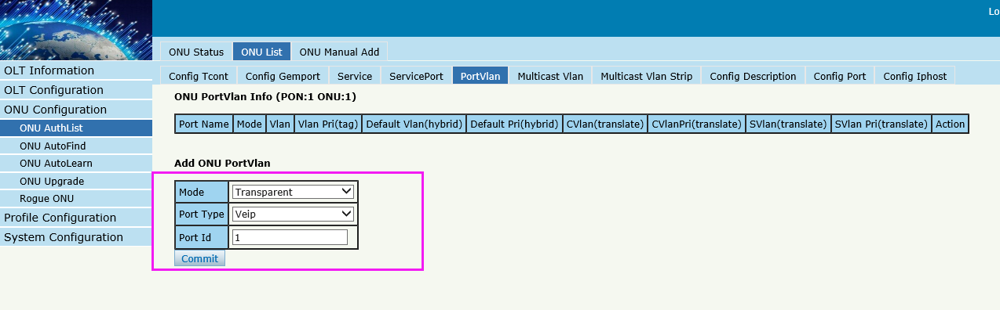 Lo
ONU Status ONU List ONU Manual Add
OLT Information
OLT Configuration
ONU Configuration
ONU AuthList
ONU AutoFind
ONU AutoLearn
ONU Upgrade
Rogue ONU
Profile Configuration
System Configuration
Config Tcont Config Gemport Service ServicePort PortVlan Multicast Vlan Multicast Vlan Strip Config Description Config Port Config Iphost
ONU PortVlan Info (PON:1 ONU:1)
Port Name Mode Vlan Vlan Pri(tag) Default Vlan(hybrid) Default Pri(hybrid) CVlan(translate) CVlanPri(translate) SVlan(translate) SVlan Pri(translate) Action
Add ONU PortVlan
Mode Transparent
Port Type Veip
Port Id 1
Commit